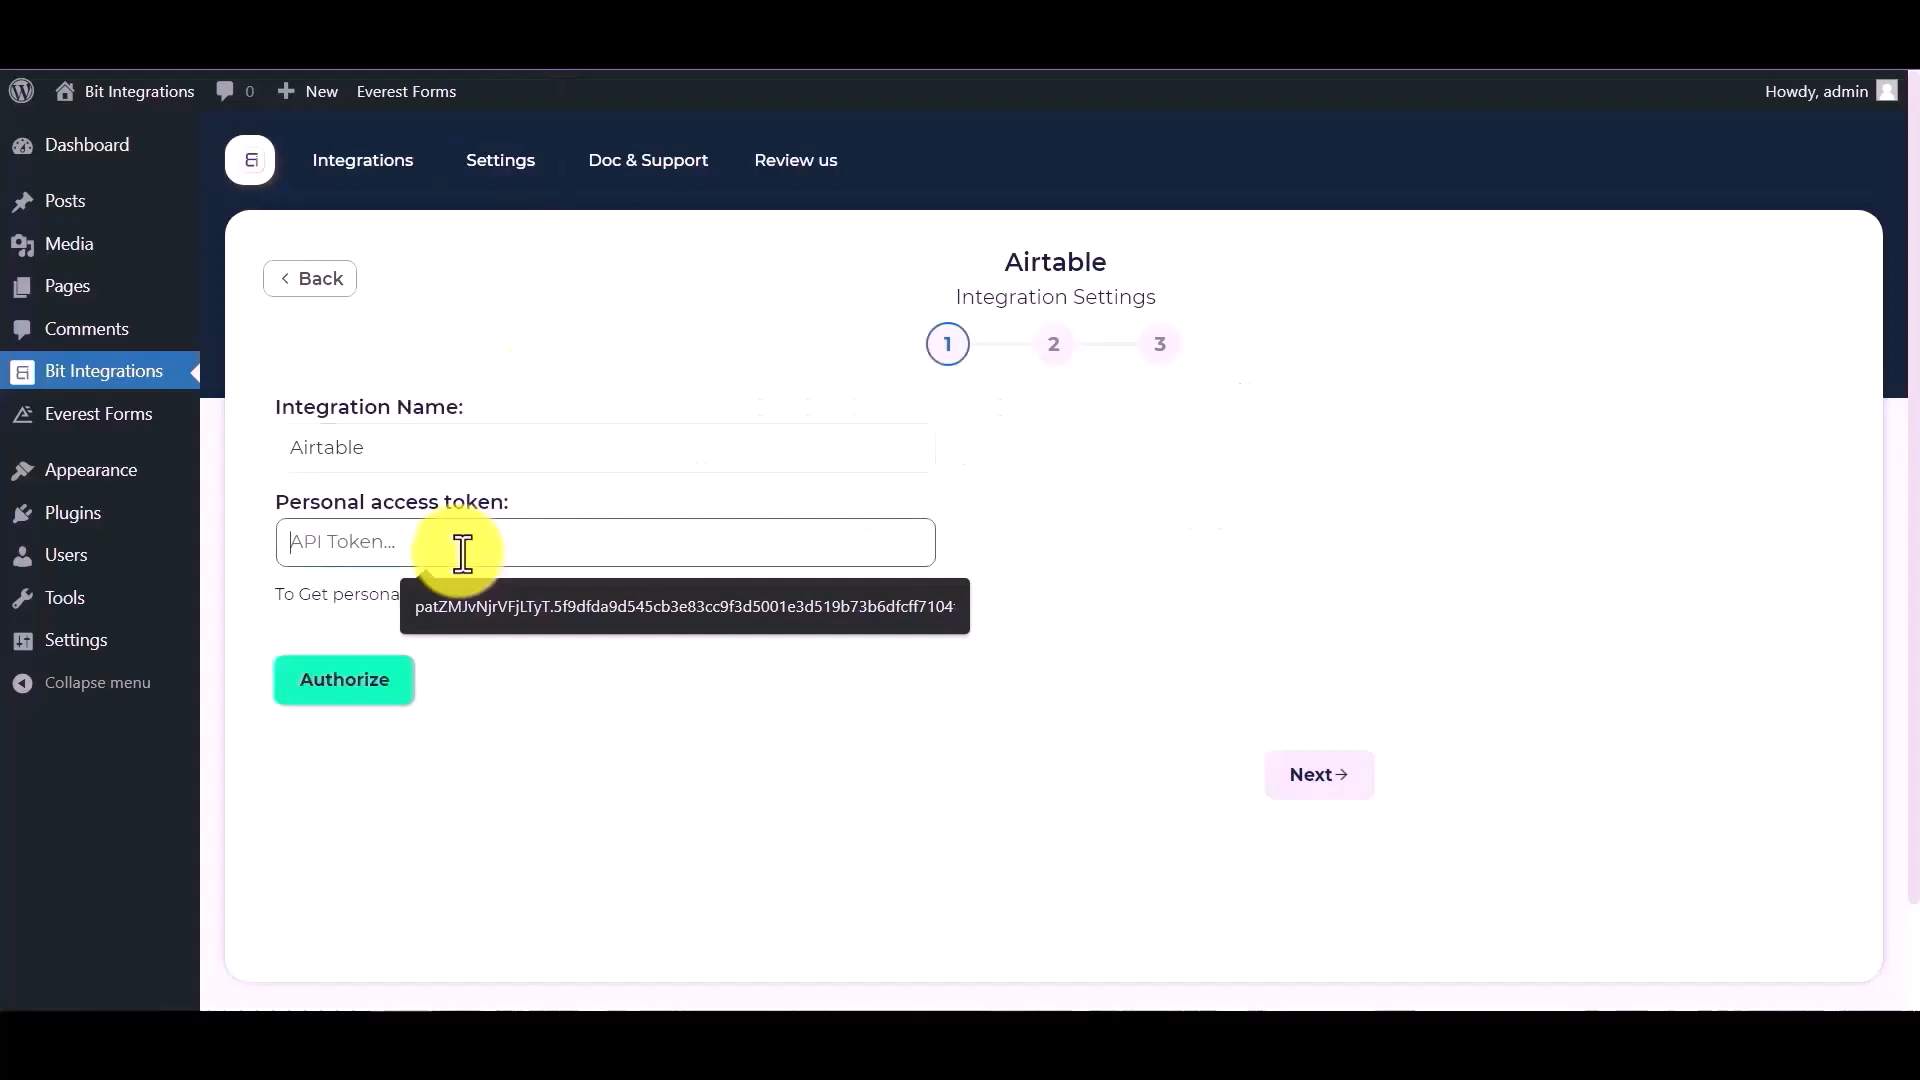 Bit Integrations
0
New
Everest Forms
Howdy, admin
Dashboard
Posts
Media
Pages
Comments
Bit Integrations
Everest Forms
Appearance
Plugins
Users
Tools
Settings
Collapse menu
Integrations
Settings
Doc & Support
Review us
Back
Airtable
Integration Settings
1
2
3
Integration Name:
Airtable
Personal access token:
API Token...
To Get persona
patZMJvNjrVFjLTyT.5f9dfda9d545cb3e83cc9f3d5001e3d519b73b6dfcff7104
Authorize
Next